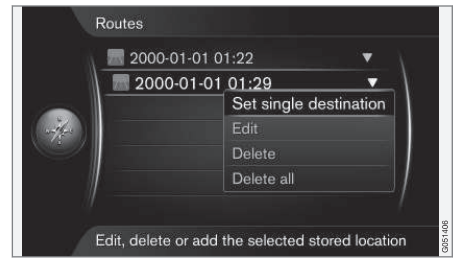 Routes
2000-01-01 01:22
2000-01-01 01:29
Set single destination
Edit
Delete
Delete all
Edit, delete or add the selected stored location
G051406